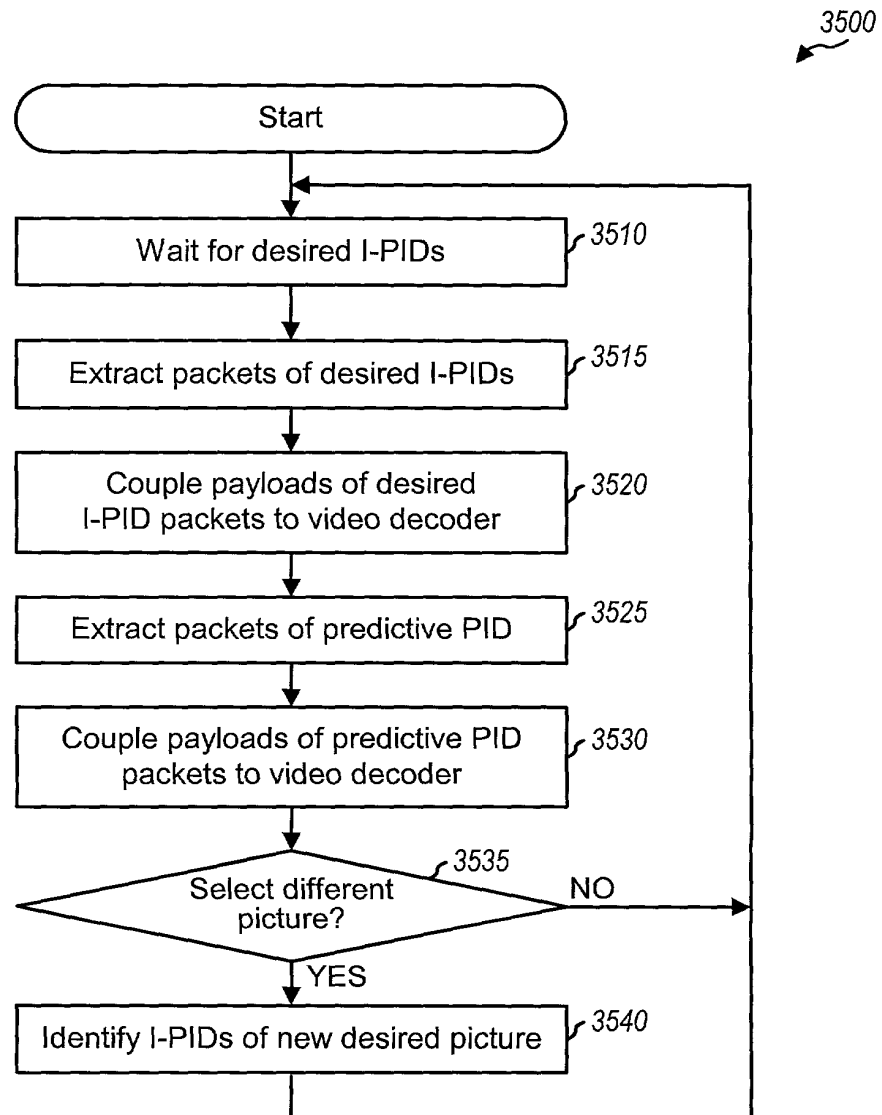 3500
Start
Wait for desired I-PIDs
3510
Extract packets of desired I-PIDs
3515
Couple payloads of desired
I-PID packets to video decoder
3520
Extract packets of predictive PID
3525
Couple payloads of predictive PID
packets to video decoder
3530
3535
Select different
picture?
NO
YES
Identify I-PIDs of new desired picture
3540